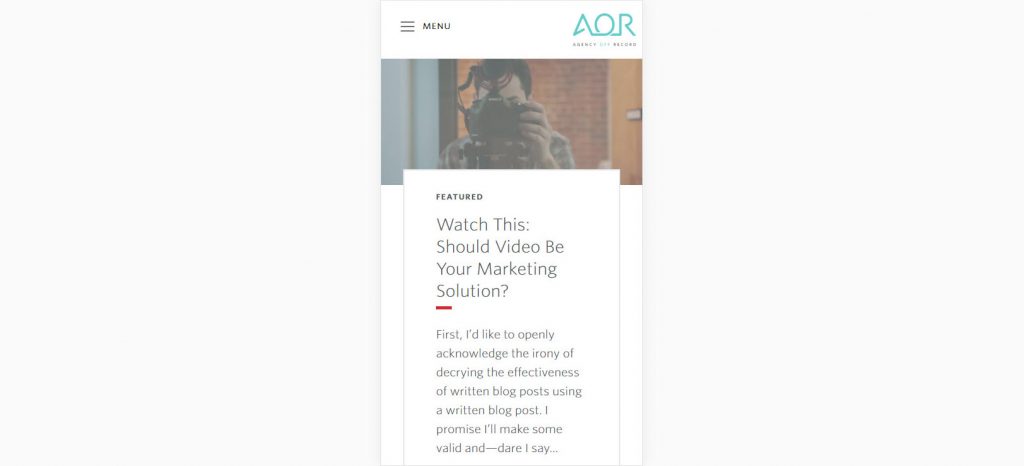 MENU
AOR
AGENCY OFF RECORD
FEATURED
Watch This:
Should Video Be
Your Marketing
Solution?
First, I’d like to openly
acknowledge the irony of
decrying the effectiveness
of written blog posts using
a written blog post. I
promise I’ll make some
valid and—dare I say...